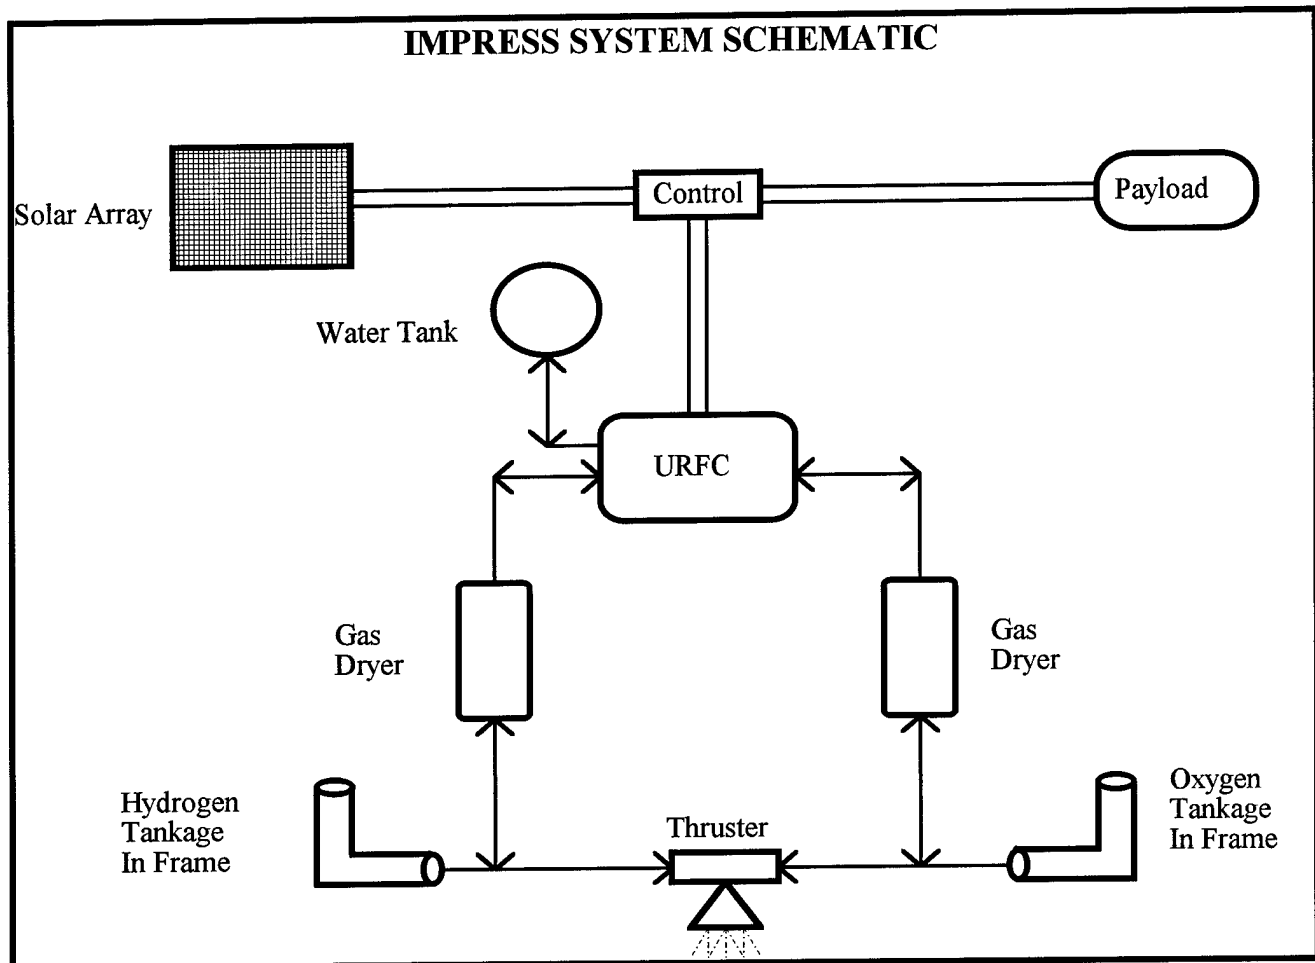 IMPRESS SYSTEM SCHEMATIC
Solar Array
Control
Payload
Water Tank
URFC
Gas
Dryer
Gas
Dryer
Hydrogen
Tankage
In Frame
Thruster
Oxygen
Tankage
In Frame